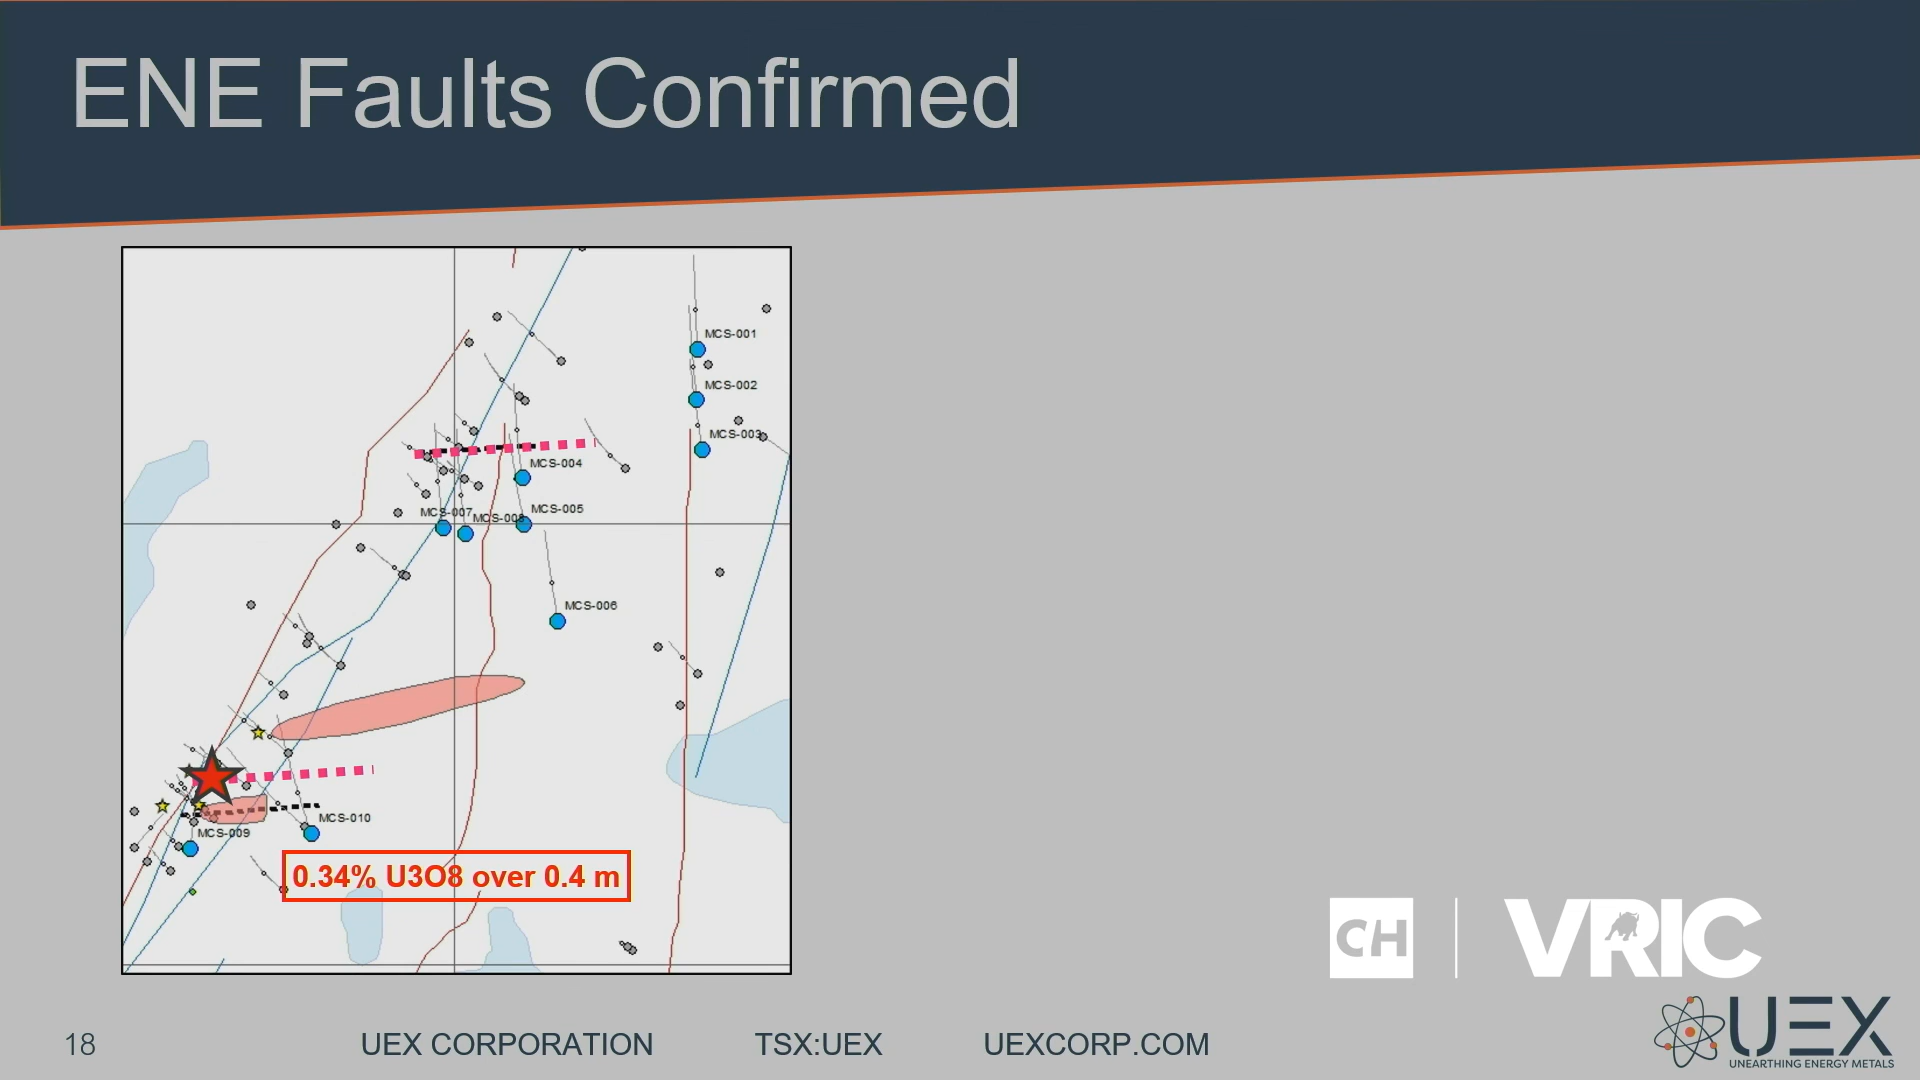 ENE Faults Confirmed
MCS-001
MCS-002
MCS-003
MCS-004
MCS-005
MCS-007
MCS-008
MCS-006
MCS-010
MCS-009
0.34% U3O8 over 0.4 m
CH
VRIC
UEX
UNEARTHING ENERGY METALS
18
UEX CORPORATION
TSX:UEX
UEXCORP.COM